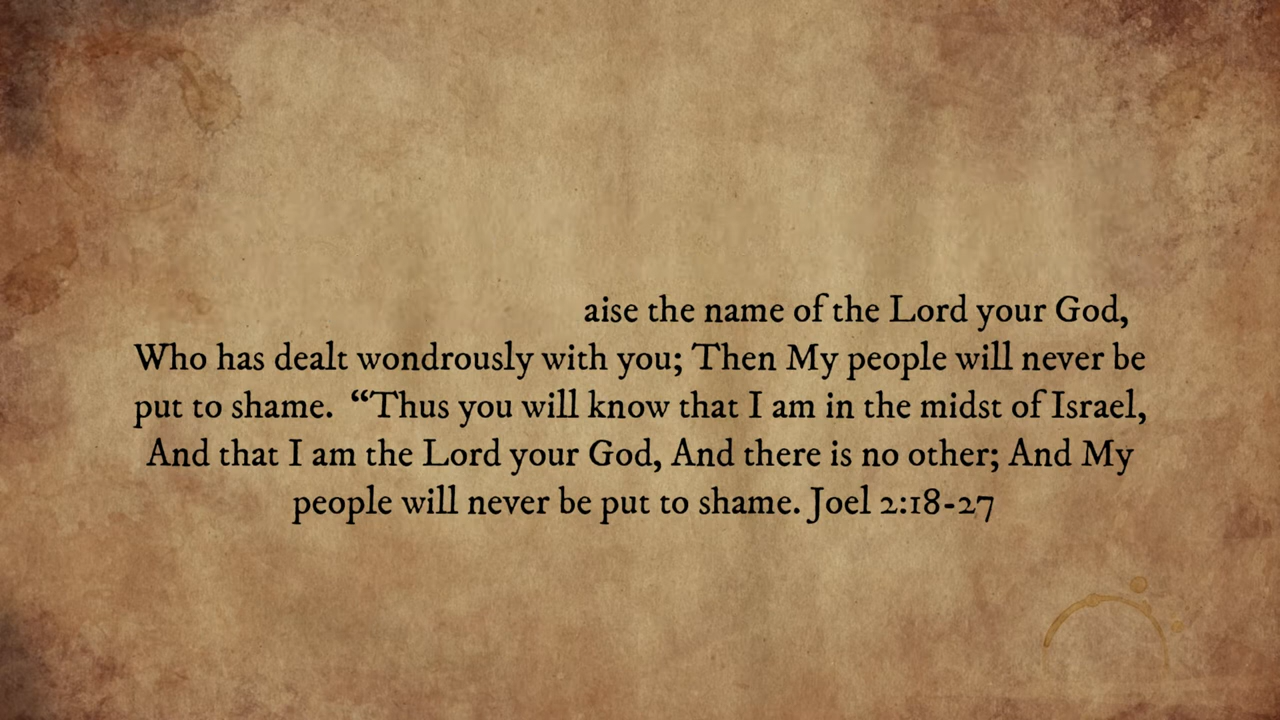 aise the name of the Lord your God,
Who has dealt wondrously with you; Then My people will never be
put to shame.  “Thus you will know that I am in the midst of Israel,
And that I am the Lord your God, And there is no other; And My
people will never be put to shame. Joel 2:18-27